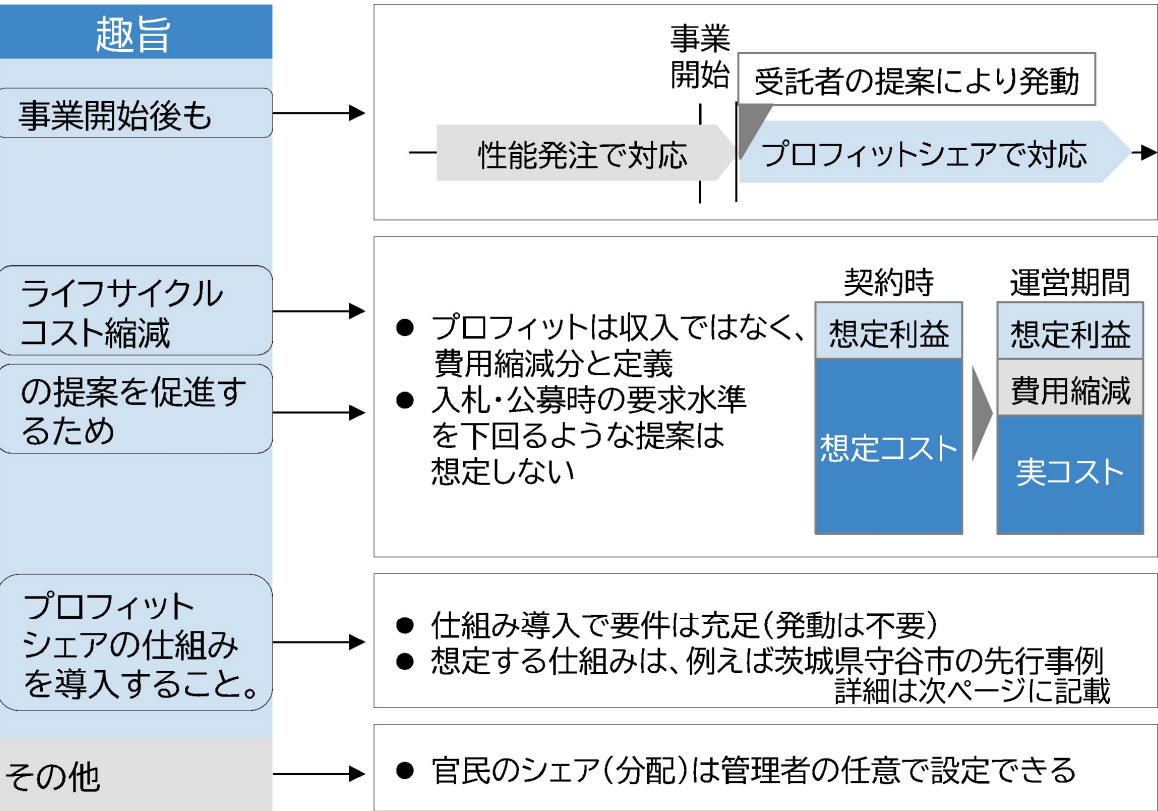 趣旨
事業開始後も
事業
開始
受託者の提案により発動
性能発注で対応
プロフィットシェアで対応
ライフサイクル
コスト縮減
の提案を促進す
るため
● プロフィットは収入ではなく、
費用縮減分と定義
● 入札・公募時の要求水準
を下回るような提案は
想定しない
契約時
運営期間
想定利益
想定利益
費用縮減
想定コスト
実コスト
プロフィット
シェアの仕組み
を導入すること。
● 仕組み導入で要件は充足(発動は不要)
● 想定する仕組みは、例えば茨城県守谷市の先行事例
詳細は次ページに記載
その他
● 官民のシェア(分配)は管理者の任意で設定できる